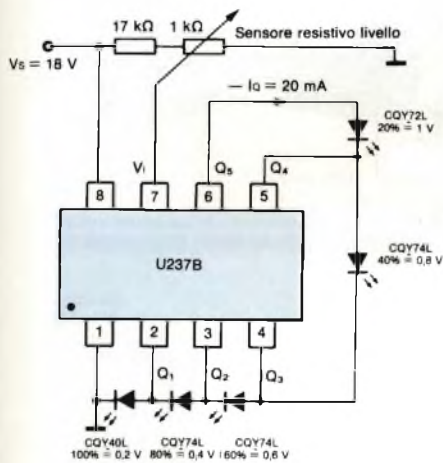 17 kΩ
1 kΩ
Sensore resistivo livello
Vs = 18 V
— IQ = 20 mA
CQY72L
20% = 1 V
VI
Q5
Q4
8
7
6
5
U237B
CQY74L
40% = 0,8 V
1
2
3
4
Q1
Q2
Q3
CQY40L
100% = 0,2 V
CQY74L
80% = 0,4 V
CQY74L
60% = 0,6 V